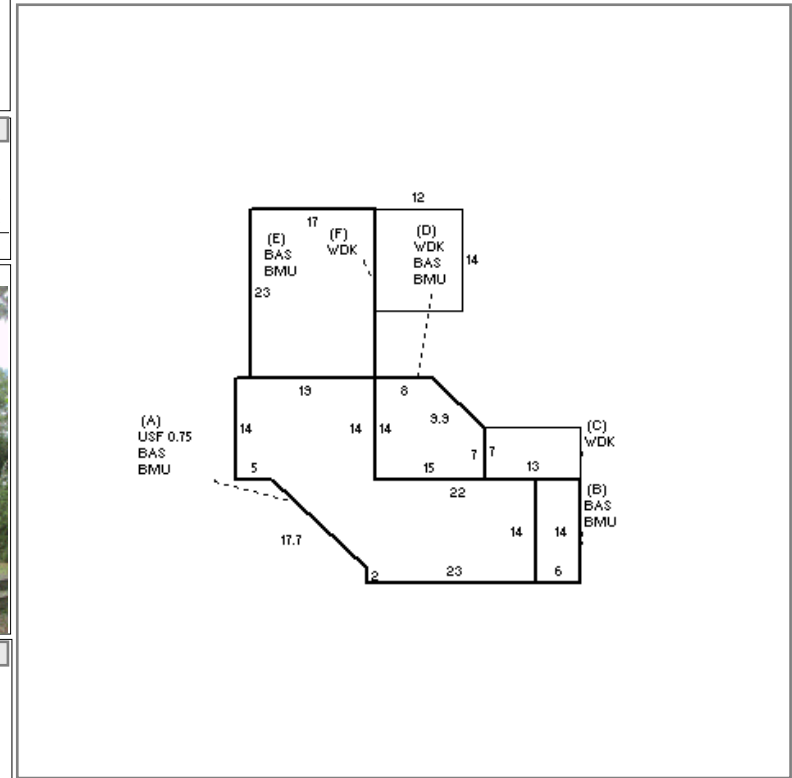 12
17
(E)
BAS
BMU
(F)
WDK
(D)
WDK
BAS
BMU
14
23
19
8
9.9
(A)
USF 0.75
BAS
BMU
14
14
14
7
7
(C)
WDK
5
15
13
22
(B)
BAS
BMU
17.7
14
14
2
23
6